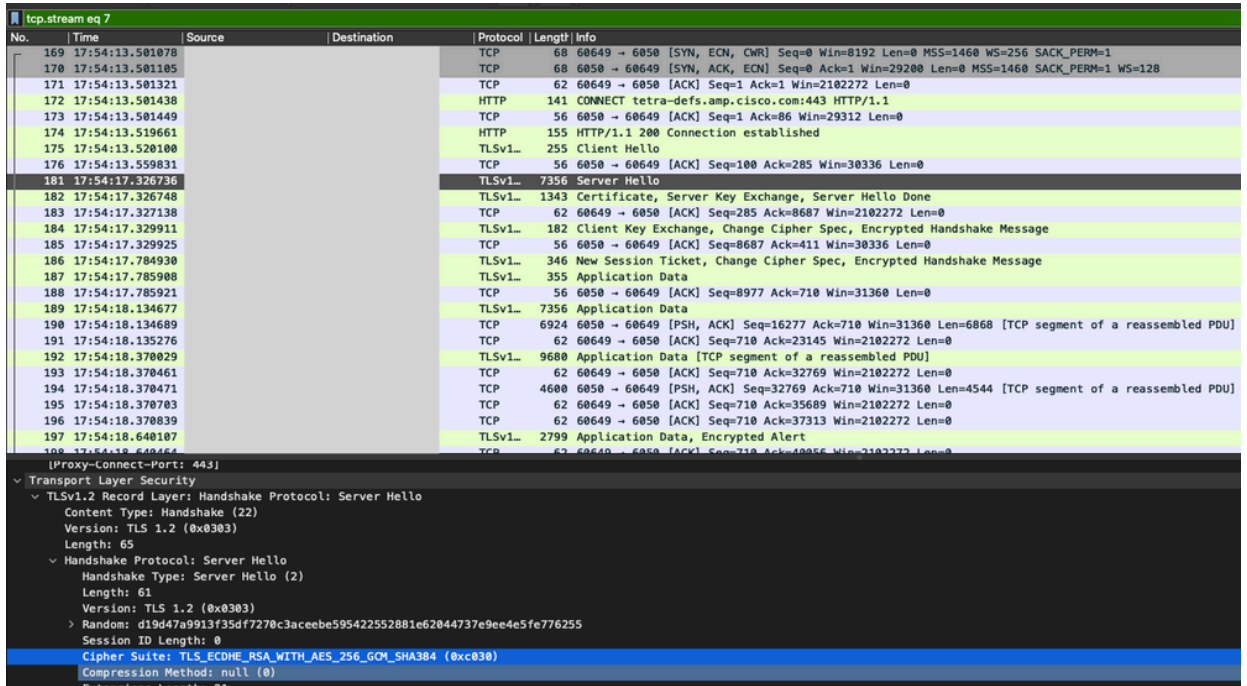 tcp.stream eq 7
No. Time Source Destination Protocol Length Info
169 17:54:13.501078 TCP 68 60649 → 6050 [SYN, ECN, CWR] Seq=0 Win=8192 Len=0 MSS=1460 WS=256 SACK_PERM=1
170 17:54:13.501105 TCP 68 6050 → 60649 [SYN, ACK, ECN] Seq=0 Ack=1 Win=29200 Len=0 MSS=1460 SACK_PERM=1 WS=128
171 17:54:13.501321 TCP 62 60649 → 6050 [ACK] Seq=1 Ack=1 Win=2102272 Len=0
172 17:54:13.501438 HTTP 141 CONNECT tetra-defs.amp.cisco.com:443 HTTP/1.1
173 17:54:13.501449 TCP 56 6050 → 60649 [ACK] Seq=1 Ack=86 Win=29312 Len=0
174 17:54:13.519661 HTTP 155 HTTP/1.1 200 Connection established
175 17:54:13.520100 TLSv1… 255 Client Hello
176 17:54:13.559831 TCP 56 6050 → 60649 [ACK] Seq=100 Ack=285 Win=30336 Len=0
181 17:54:17.326736 TLSv1… 7356 Server Hello
182 17:54:17.326748 TLSv1… 1343 Certificate, Server Key Exchange, Server Hello Done
183 17:54:17.327138 TCP 62 60649 → 6050 [ACK] Seq=285 Ack=8687 Win=2102272 Len=0
184 17:54:17.329911 TLSv1… 182 Client Key Exchange, Change Cipher Spec, Encrypted Handshake Message
185 17:54:17.329925 TCP 56 6050 → 60649 [ACK] Seq=8687 Ack=411 Win=30336 Len=0
186 17:54:17.784930 TLSv1… 346 New Session Ticket, Change Cipher Spec, Encrypted Handshake Message
187 17:54:17.785908 TLSv1… 355 Application Data
188 17:54:17.785921 TCP 56 6050 → 60649 [ACK] Seq=8977 Ack=710 Win=31360 Len=0
189 17:54:18.134677 TLSv1… 7356 Application Data
190 17:54:18.134689 TCP 6924 6050 → 60649 [PSH, ACK] Seq=16277 Ack=710 Win=31360 Len=6868 [TCP segment of a reassembled PDU]
191 17:54:18.135276 TCP 62 60649 → 6050 [ACK] Seq=710 Ack=23145 Win=2102272 Len=0
192 17:54:18.370029 TLSv1… 9680 Application Data [TCP segment of a reassembled PDU]
193 17:54:18.370461 TCP 62 60649 → 6050 [ACK] Seq=710 Ack=32769 Win=2102272 Len=0
194 17:54:18.370471 TCP 4600 6050 → 60649 [PSH, ACK] Seq=32769 Ack=710 Win=31360 Len=4544 [TCP segment of a reassembled PDU]
195 17:54:18.370703 TCP 62 60649 → 6050 [ACK] Seq=710 Ack=35689 Win=2102272 Len=0
196 17:54:18.370839 TCP 62 60649 → 6050 [ACK] Seq=710 Ack=37313 Win=2102272 Len=0
197 17:54:18.640107 TLSv1… 2799 Application Data, Encrypted Alert
198 17:54:18.640464 TCP 62 60649 → 6050 [ACK] Seq=710 Ack=40056 Win=2102272 Len=0
[Proxy-Connect-Port: 443]
Transport Layer Security
TLSv1.2 Record Layer: Handshake Protocol: Server Hello
Content Type: Handshake (22)
Version: TLS 1.2 (0x0303)
Length: 65
Handshake Protocol: Server Hello
Handshake Type: Server Hello (2)
Length: 61
Version: TLS 1.2 (0x0303)
Random: d19d47a9913f35df7270c3aceebe595422552881e62044737e9ee4e5fe776255
Session ID Length: 0
Cipher Suite: TLS_ECDHE_RSA_WITH_AES_256_GCM_SHA384 (0xc030)
Compression Method: null (0)